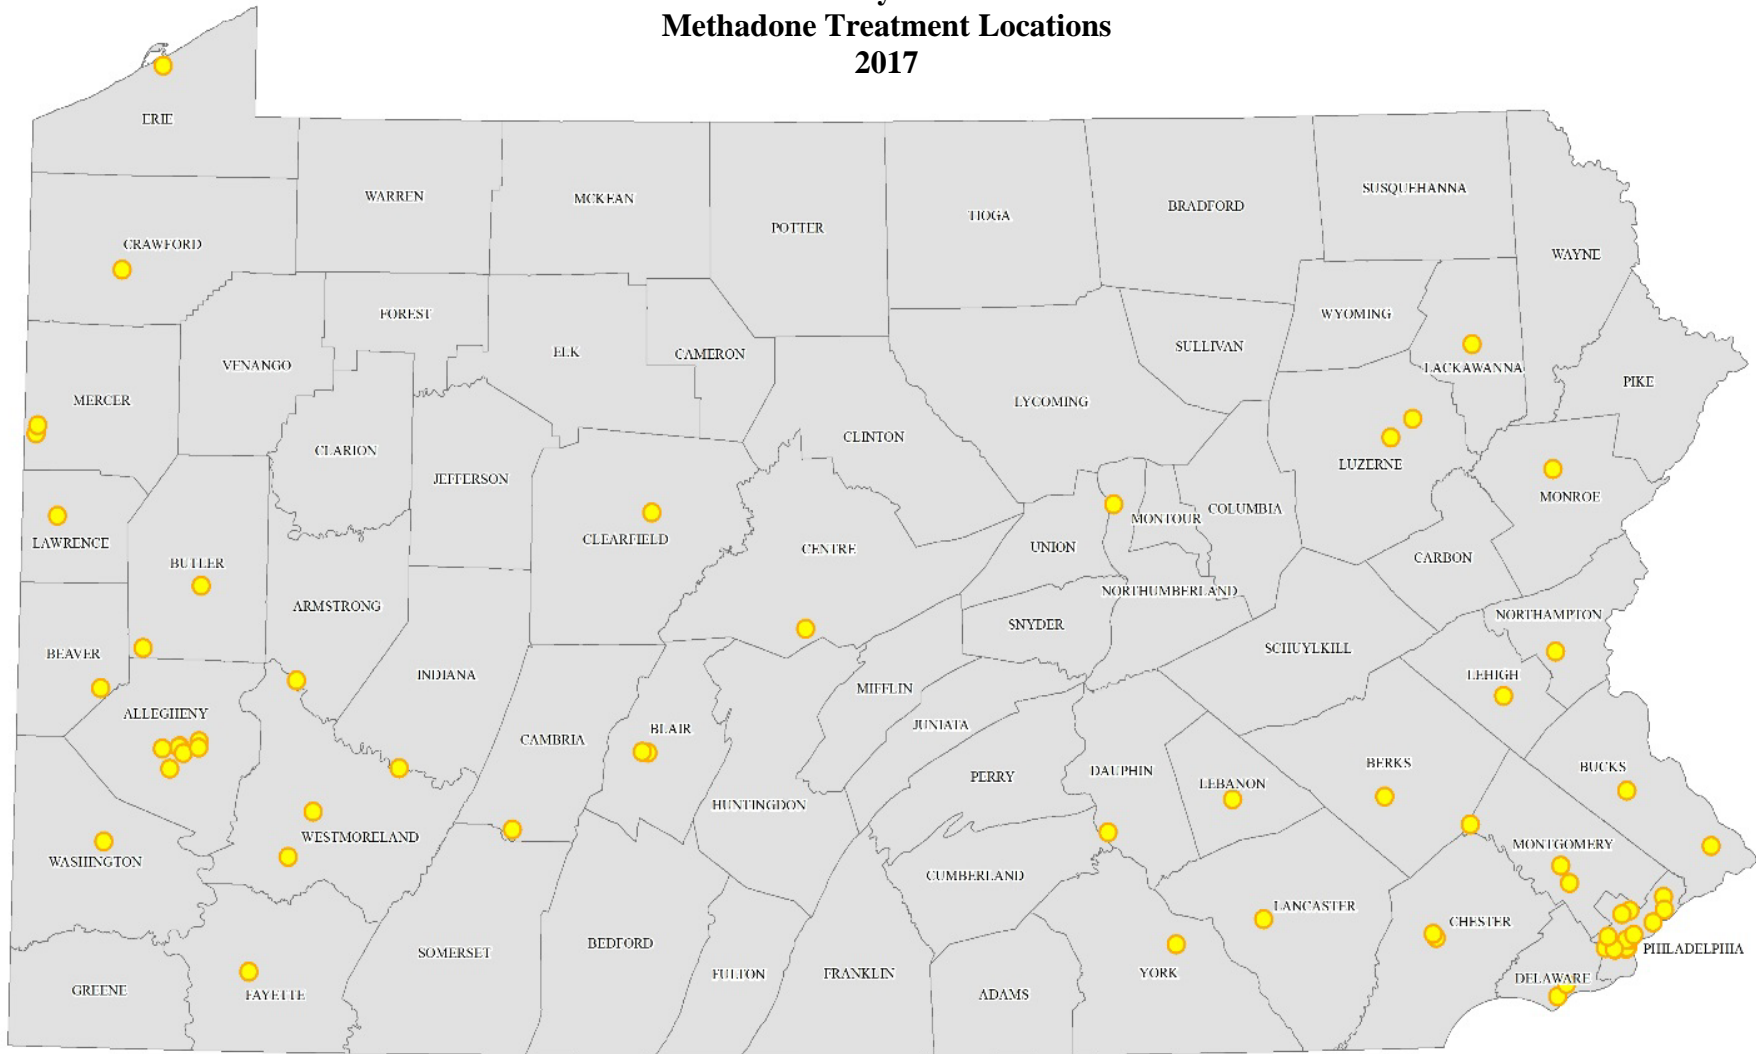 Methadone Treatment Locations
2017
ERIE
WARREN
MCKEAN
POTTER
TIOGA
BRADFORD
SUSQUEHANNA
WAYNE
CRAWFORD
FOREST
ELK
CAMERON
WYOMING
SULLIVAN
LACKAWANNA
PIKE
VENANGO
MERCER
CLARION
JEFFERSON
CLINTON
LYCOMING
LUZERNE
MONROE
LAWRENCE
BUTLER
CLEARFIELD
CENTRE
UNION
MONTOUR
COLUMBIA
CARBON
ARMSTRONG
NORTHUMBERLAND
SNYDER
NORTHAMPTON
BEAVER
INDIANA
MIFFLIN
SCHUYLKILL
LEHIGH
ALLEGHENY
CAMBRIA
BLAIR
JUNIATA
HUNTINGDON
PERRY
DAUPHIN
LEBANON
BERKS
BUCKS
WASHINGTON
WESTMORELAND
CUMBERLAND
MONTGOMERY
LANCASTER
CHESTER
SOMERSET
BEDFORD
FULTON
FRANKLIN
ADAMS
YORK
PHILADELPHIA
DELAWARE
GREENE
FAYETTE